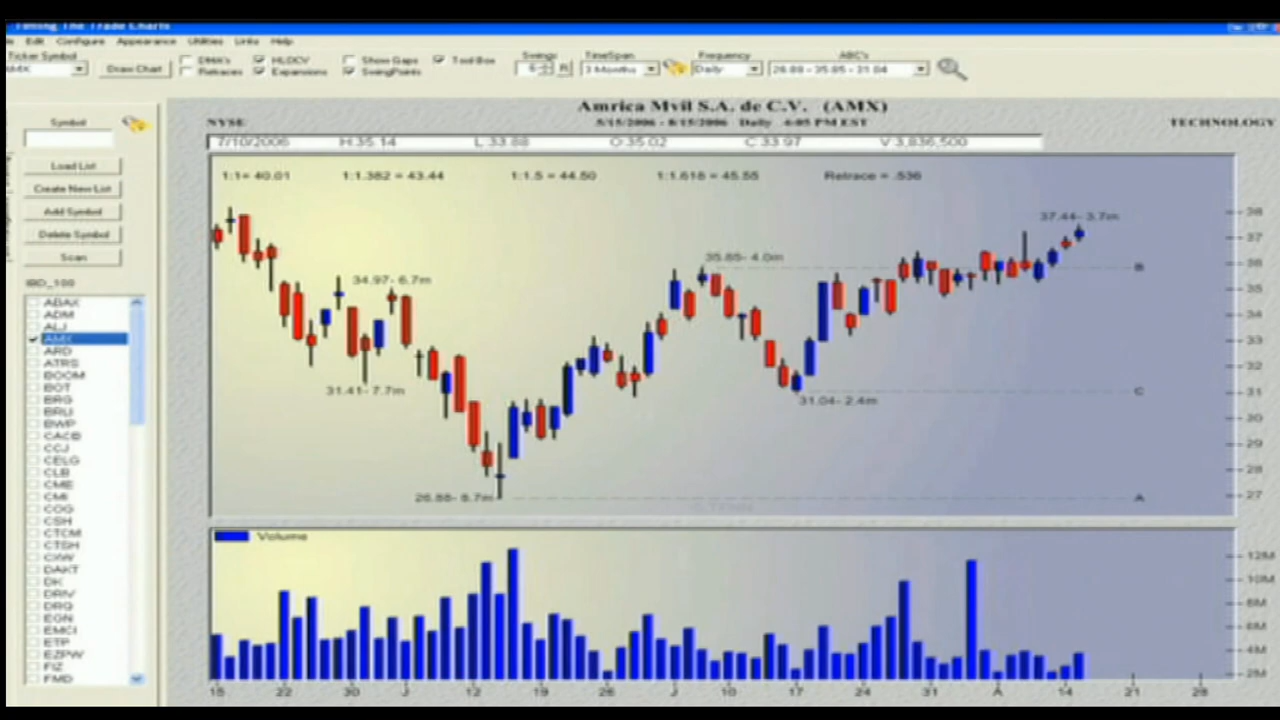 Timing The Trade Charts
Edit Configure Appearance Utilities Links Help
Ticker Symbol
AMX
Draw Chart
DMA's
Retraces
HLOCV
Expansions
Show Gaps
SwingPoints
Tool Box
Swings
R
TimeSpan
3 Months
Frequency
Daily
ABC's
26.88 - 35.85 - 31.04
Amrica Mvil S.A. de C.V. (AMX)
NYSE
5/15/2006 - 8/15/2006 Daily 4:05 PM EST
TECHNOLOGY
7/10/2006 H:35.14 L:33.88 O:35.02 C:33.97 V:3,836,500
1:1= 40.01 1:1.382 = 43.44 1:1.5 = 44.50 1:1.618 = 45.55 Retrace = .536
Symbol
Load List
Create New List
Add Symbol
Delete Symbol
Scan
IBD_100
ABAX
ADM
ALJ
AMX
ARD
ATRS
BOOM
BOT
BRG
BRLI
BWP
CACB
CCJ
CELG
CLB
CME
CMI
COG
CSH
CTCM
CTSH
CXW
DAKT
DK
DRIV
DRQ
EGN
EMCI
ETP
EZPW
FIZ
FMD
37.44- 3.7m
35.85- 4.0m
34.97- 6.7m
31.41- 7.7m
31.04- 2.4m
26.88- 8.7m
B
C
A
38
37
36
35
34
33
32
31
30
29
28
27
Volume
12M
10M
8M
6M
4M
2M
15 22 30 J 12 19 26 J 10 17 24 31 A 14 21 28